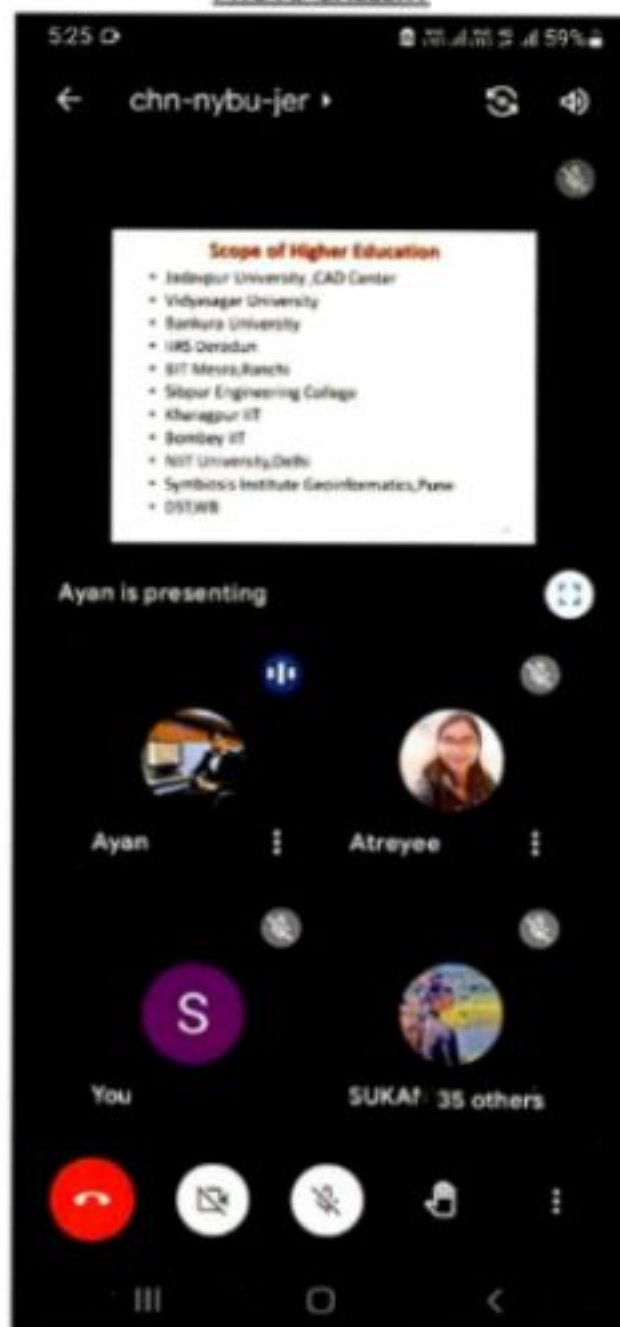 5:25
59%
chn-nybu-jer
Scope of Higher Education
• Jadavpur University ,CAD Center
• Vidyasagar University
• Bankura University
• IIRS Deradun
• BIT Mesra,Ranchi
• Sibpur Engineering College
• Kharagpur IIT
• Bombey IIT
• NIIT University,Delhi
• Symbiosis Institute Geoinformatics,Pune
• DST,WB
Ayan is presenting
Ayan
Atreyee
S
You
35 others